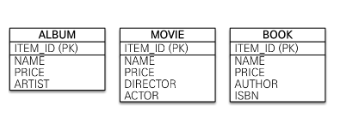 ALBUM
ITEM_ID (PK)
NAME
PRICE
ARTIST
MOVIE
ITEM_ID (PK)
NAME
PRICE
DIRECTOR
ACTOR
BOOK
ITEM_ID (PK)
NAME
PRICE
AUTHOR
ISBN